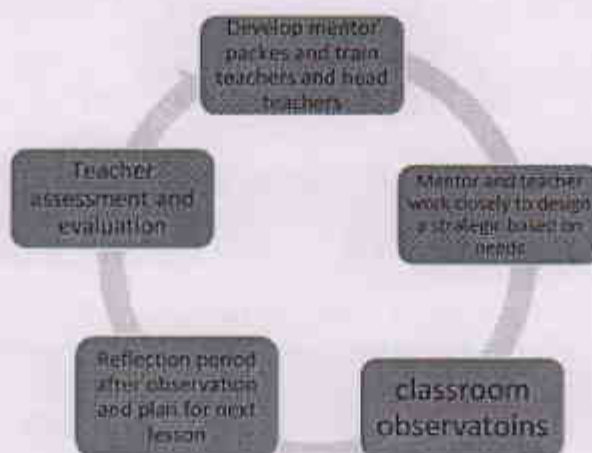 Develop mentor
packes and train
teachers and head
teachers
Mentor and teacher
work closely to design
a strategic based on
needs
classroom
observatoins
Reflection period
after observation
and plan for next
lesson
Teacher
assessment and
evaluation